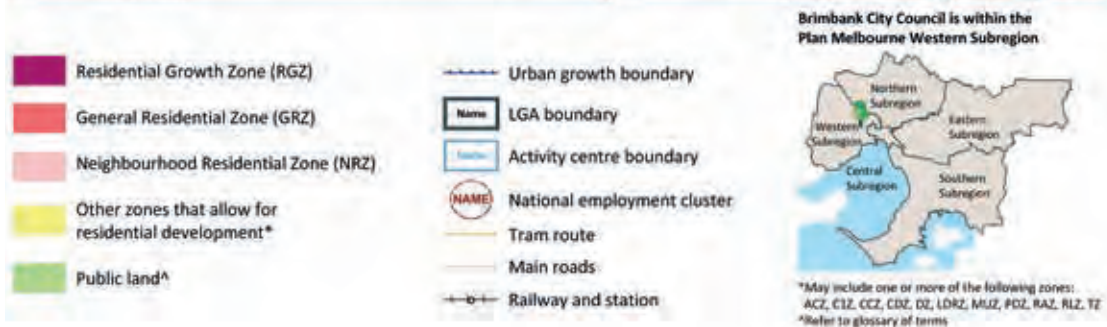 Residential Growth Zone (RGZ)
General Residential Zone (GRZ)
Neighbourhood Residential Zone (NRZ)
Other zones that allow for
residential development*
Public land^
Urban growth boundary
Name
LGA boundary
Activity centre boundary
NAME
National employment cluster
Tram route
Main roads
Railway and station
Brimbank City Council is within the
Plan Melbourne Western Subregion
Northern
Subregion
Western
Subregion
Eastern
Subregion
Central
Subregion
Southern
Subregion
*May include one or more of the following zones:
ACZ, C1Z, CCZ, CDZ, DZ, LDRZ, MUZ, PDZ, RAZ, RLZ, TZ
^Refer to glossary of terms